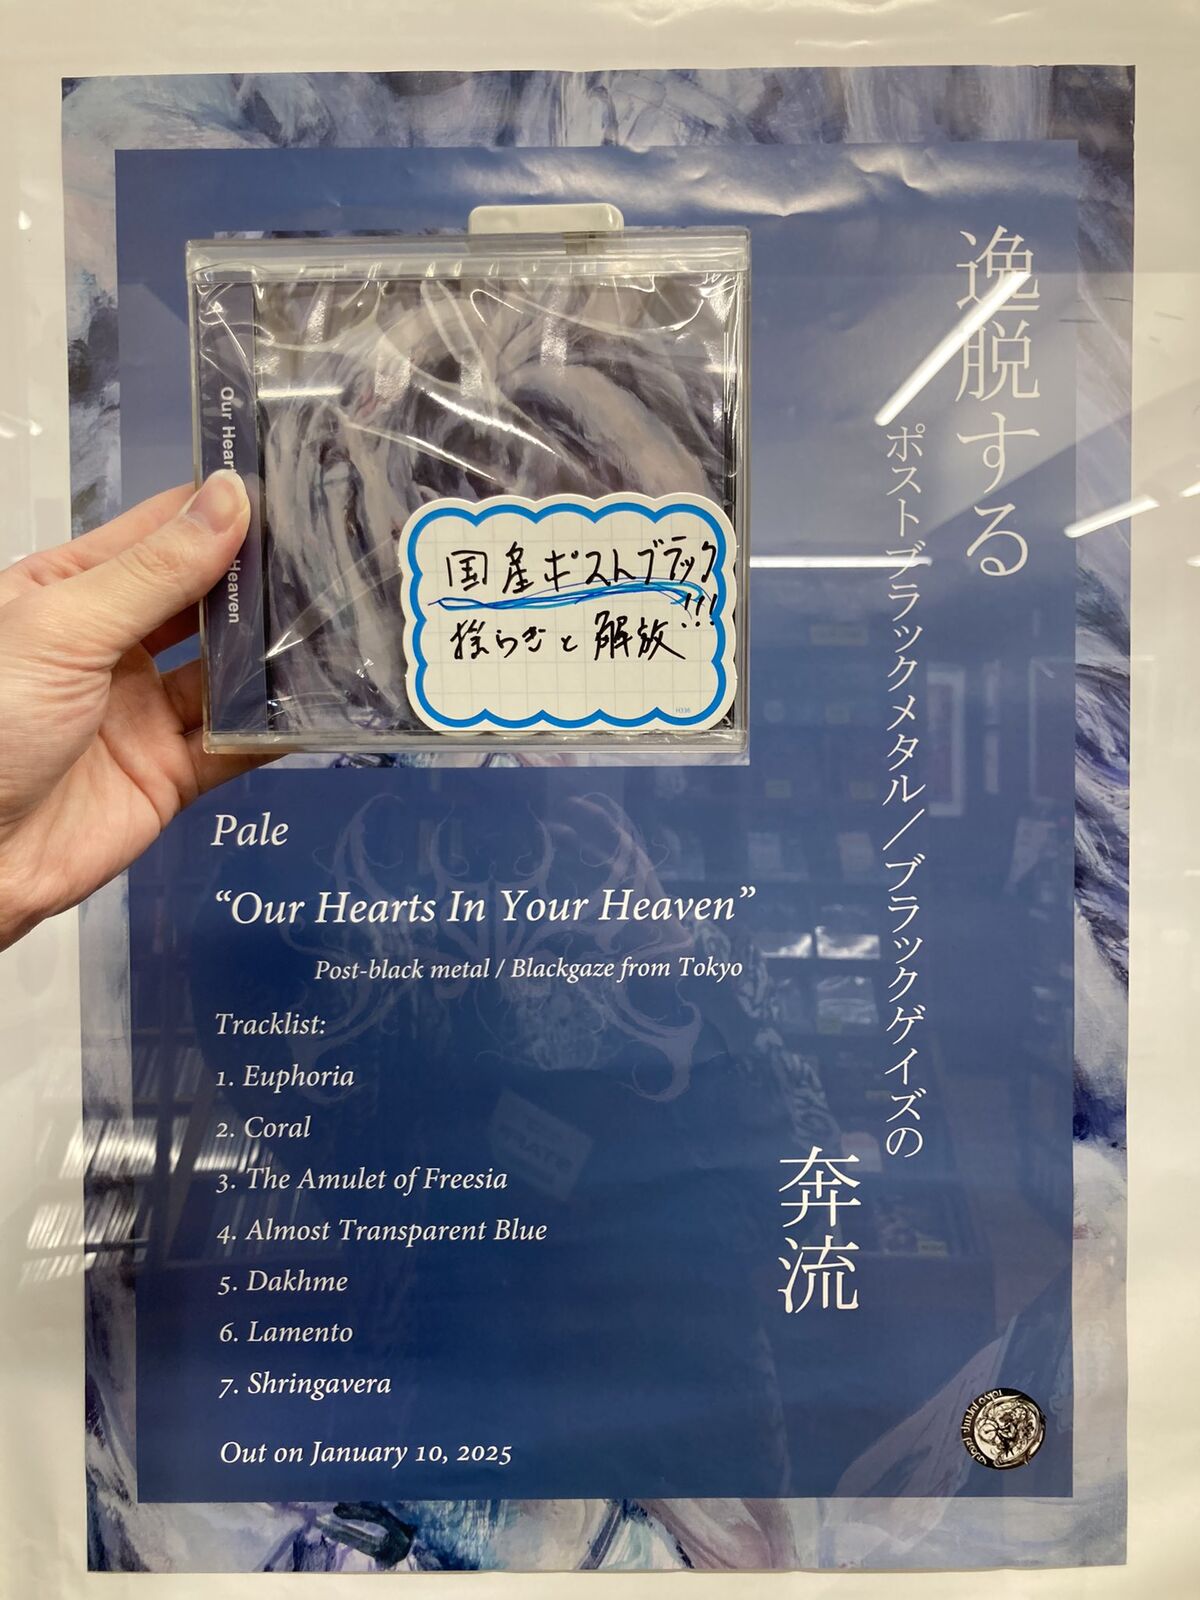 逸脱する
ポストブラックメタル／ブラックゲイズの
奔流
Our Hear
Heaven
国産ポストブラック
揺らぎと解放!!!
H336
Pale
“Our Hearts In Your Heaven”
Post-black metal / Blackgaze from Tokyo
Tracklist:
1. Euphoria
2. Coral
3. The Amulet of Freesia
4. Almost Transparent Blue
5. Dakhme
6. Lamento
7. Shringavera
Out on January 10, 2025